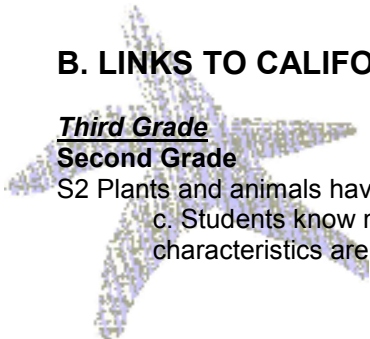 B. LINKS TO CALIFO
Third Grade
Second Grade
S2 Plants and animals hav
c. Students know
characteristics are